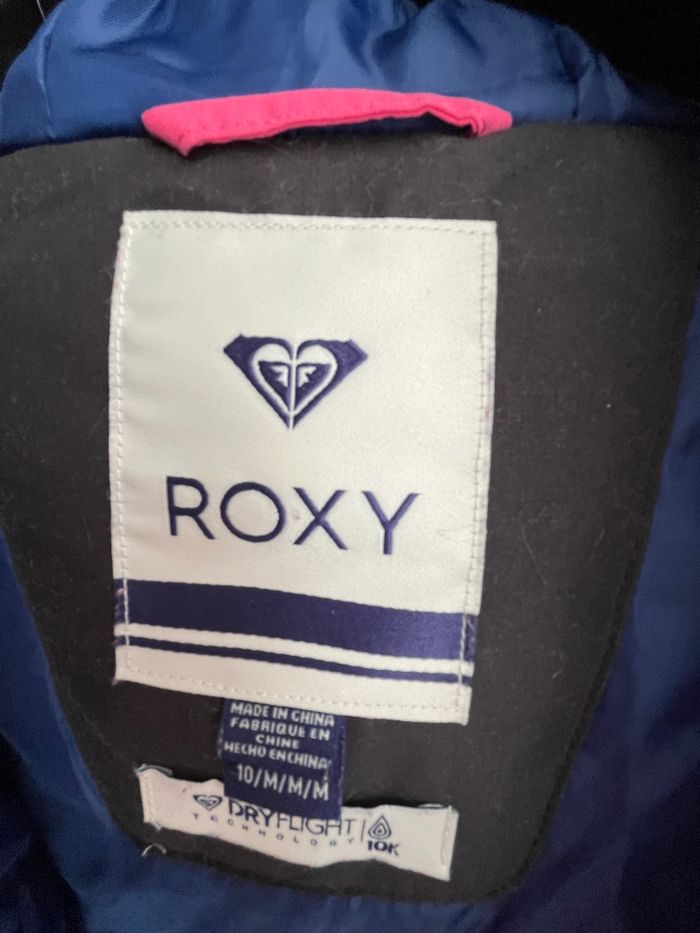 ROXY
MADE IN CHINA
FABRIQUE EN
CHINE
HECHO EN CHINA
10/M/M/M
DRYFLIGHT
TECHNOLOGY
10K